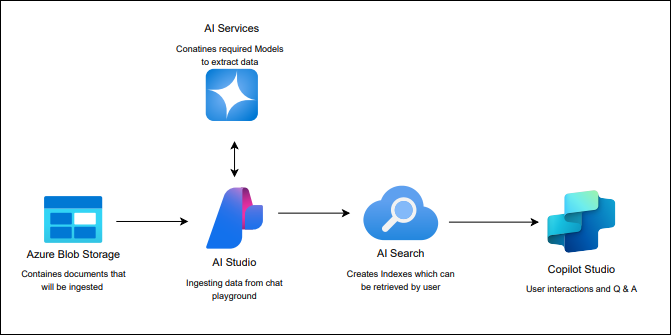 AI Services
Conatines required Models
to extract data
Azure Blob Storage
Containes documents that
will be ingested
AI Studio
Ingesting data from chat
playground
AI Search
Creates Indexes which can
be retrieved by user
Copilot Studio
User interactions and Q & A